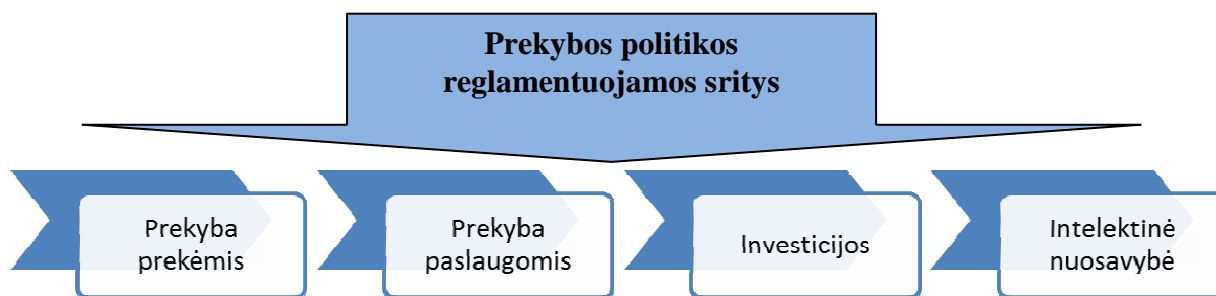 Prekybos politikos
reglamentuojamos sritys
Prekyba
prekėmis
Prekyba
paslaugomis
Investicijos
Intelektinė
nuosavybė